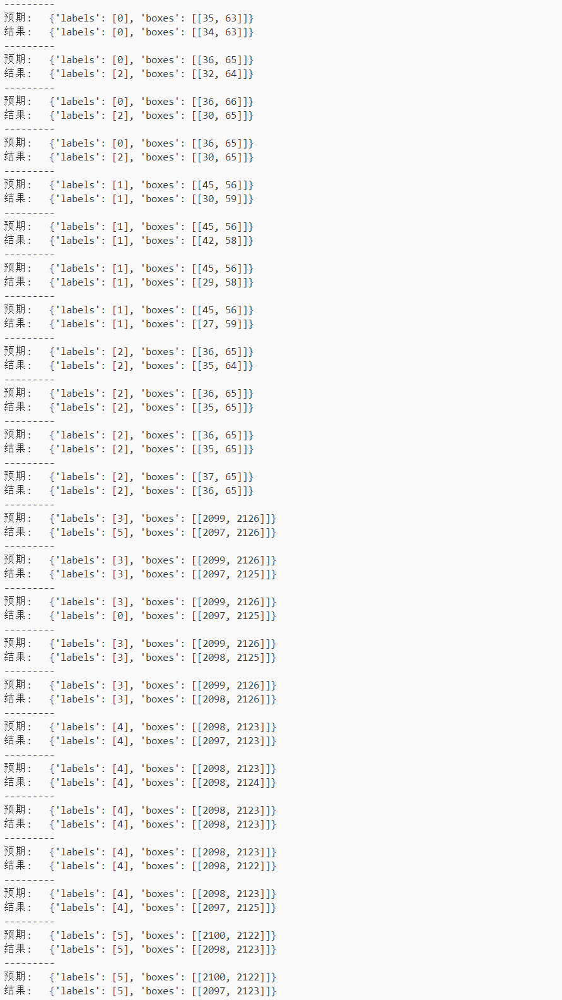 ---------
预期:   {'labels': [0], 'boxes': [[35, 63]]}
结果:   {'labels': [0], 'boxes': [[34, 63]]}
---------
预期:   {'labels': [0], 'boxes': [[36, 65]]}
结果:   {'labels': [2], 'boxes': [[32, 64]]}
---------
预期:   {'labels': [0], 'boxes': [[36, 66]]}
结果:   {'labels': [2], 'boxes': [[30, 65]]}
---------
预期:   {'labels': [0], 'boxes': [[36, 65]]}
结果:   {'labels': [2], 'boxes': [[30, 65]]}
---------
预期:   {'labels': [1], 'boxes': [[45, 56]]}
结果:   {'labels': [1], 'boxes': [[30, 59]]}
---------
预期:   {'labels': [1], 'boxes': [[45, 56]]}
结果:   {'labels': [1], 'boxes': [[42, 58]]}
---------
预期:   {'labels': [1], 'boxes': [[45, 56]]}
结果:   {'labels': [1], 'boxes': [[29, 58]]}
---------
预期:   {'labels': [1], 'boxes': [[45, 56]]}
结果:   {'labels': [1], 'boxes': [[27, 59]]}
---------
预期:   {'labels': [2], 'boxes': [[36, 65]]}
结果:   {'labels': [2], 'boxes': [[35, 64]]}
---------
预期:   {'labels': [2], 'boxes': [[36, 65]]}
结果:   {'labels': [2], 'boxes': [[35, 65]]}
---------
预期:   {'labels': [2], 'boxes': [[36, 65]]}
结果:   {'labels': [2], 'boxes': [[35, 65]]}
---------
预期:   {'labels': [2], 'boxes': [[37, 65]]}
结果:   {'labels': [2], 'boxes': [[36, 65]]}
---------
预期:   {'labels': [3], 'boxes': [[2099, 2126]]}
结果:   {'labels': [5], 'boxes': [[2097, 2126]]}
---------
预期:   {'labels': [3], 'boxes': [[2099, 2126]]}
结果:   {'labels': [3], 'boxes': [[2097, 2125]]}
---------
预期:   {'labels': [3], 'boxes': [[2099, 2126]]}
结果:   {'labels': [0], 'boxes': [[2097, 2125]]}
---------
预期:   {'labels': [3], 'boxes': [[2099, 2126]]}
结果:   {'labels': [3], 'boxes': [[2098, 2125]]}
---------
预期:   {'labels': [3], 'boxes': [[2099, 2126]]}
结果:   {'labels': [3], 'boxes': [[2098, 2126]]}
---------
预期:   {'labels': [4], 'boxes': [[2098, 2123]]}
结果:   {'labels': [4], 'boxes': [[2097, 2123]]}
---------
预期:   {'labels': [4], 'boxes': [[2098, 2123]]}
结果:   {'labels': [4], 'boxes': [[2098, 2124]]}
---------
预期:   {'labels': [4], 'boxes': [[2098, 2123]]}
结果:   {'labels': [4], 'boxes': [[2098, 2123]]}
---------
预期:   {'labels': [4], 'boxes': [[2098, 2123]]}
结果:   {'labels': [4], 'boxes': [[2098, 2122]]}
---------
预期:   {'labels': [4], 'boxes': [[2098, 2123]]}
结果:   {'labels': [4], 'boxes': [[2097, 2125]]}
---------
预期:   {'labels': [5], 'boxes': [[2100, 2122]]}
结果:   {'labels': [5], 'boxes': [[2098, 2123]]}
---------
预期:   {'labels': [5], 'boxes': [[2100, 2122]]}
结果:   {'labels': [5], 'boxes': [[2097, 2123]]}